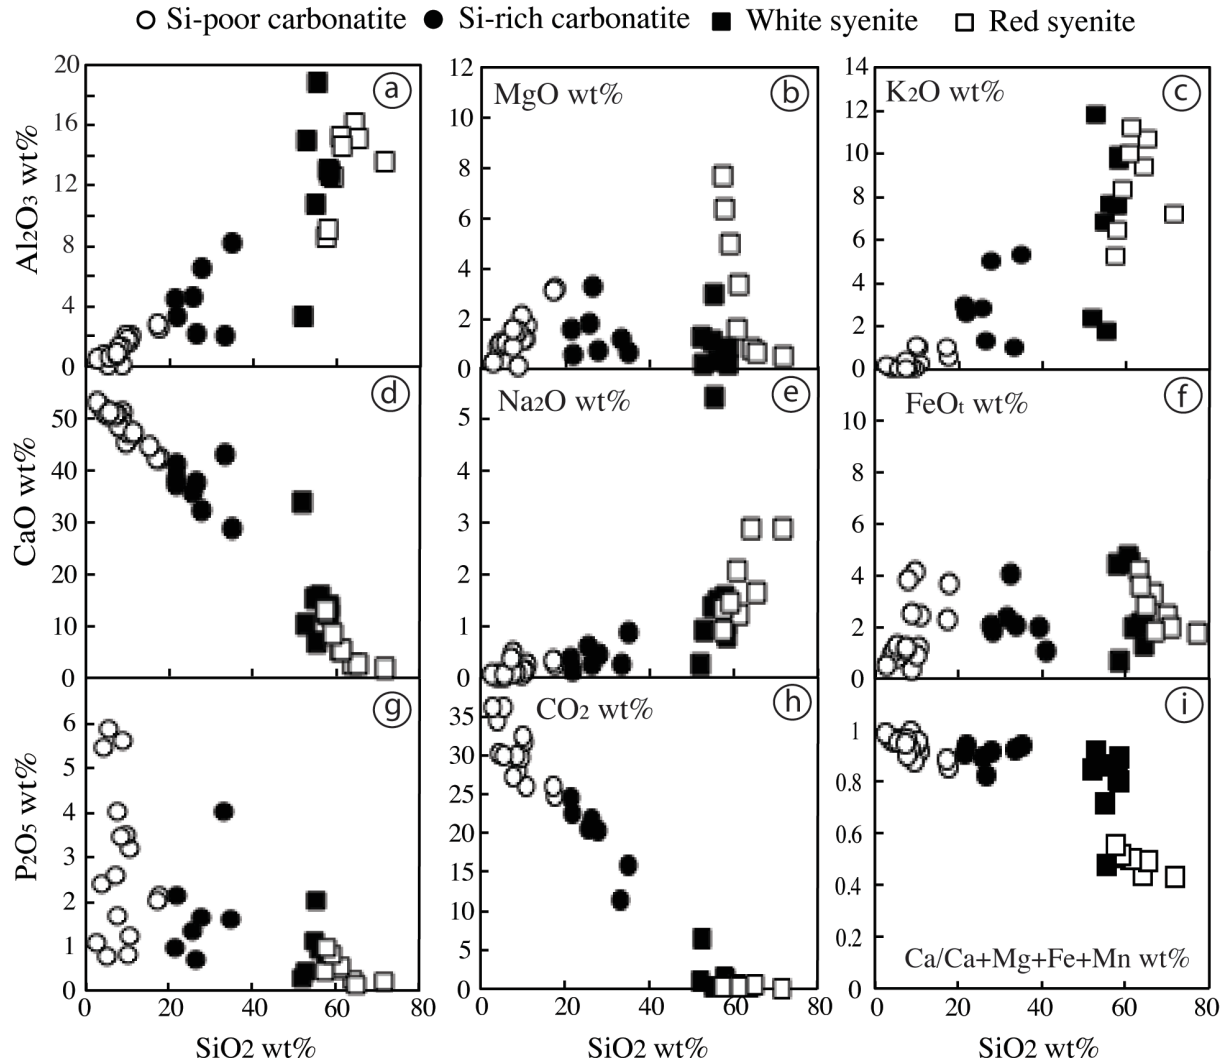 Si-poor carbonatite Si-rich carbonatite White syenite Red syenite
20
16
12
8
4
0
Al2O3 wt%
a
0 20 40 60 80
12
10
8
6
4
2
0
MgO wt%
b
14
12
10
8
6
4
2
0
K2O wt%
c
50
40
30
20
10
0
CaO wt%
d
5
4
3
2
1
0
Na2O wt%
e
10
8
6
4
2
0
FeOt wt%
f
6
5
4
3
2
1
0
P2O5 wt%
g
0 20 40 60 80
SiO2 wt%
35
30
25
20
15
10
5
0
CO2 wt%
h
0 20 40 60 80
SiO2 wt%
1
0.8
0.6
0.4
0.2
0
i
Ca/Ca+Mg+Fe+Mn wt%
0 20 40 60 80
SiO2 wt%